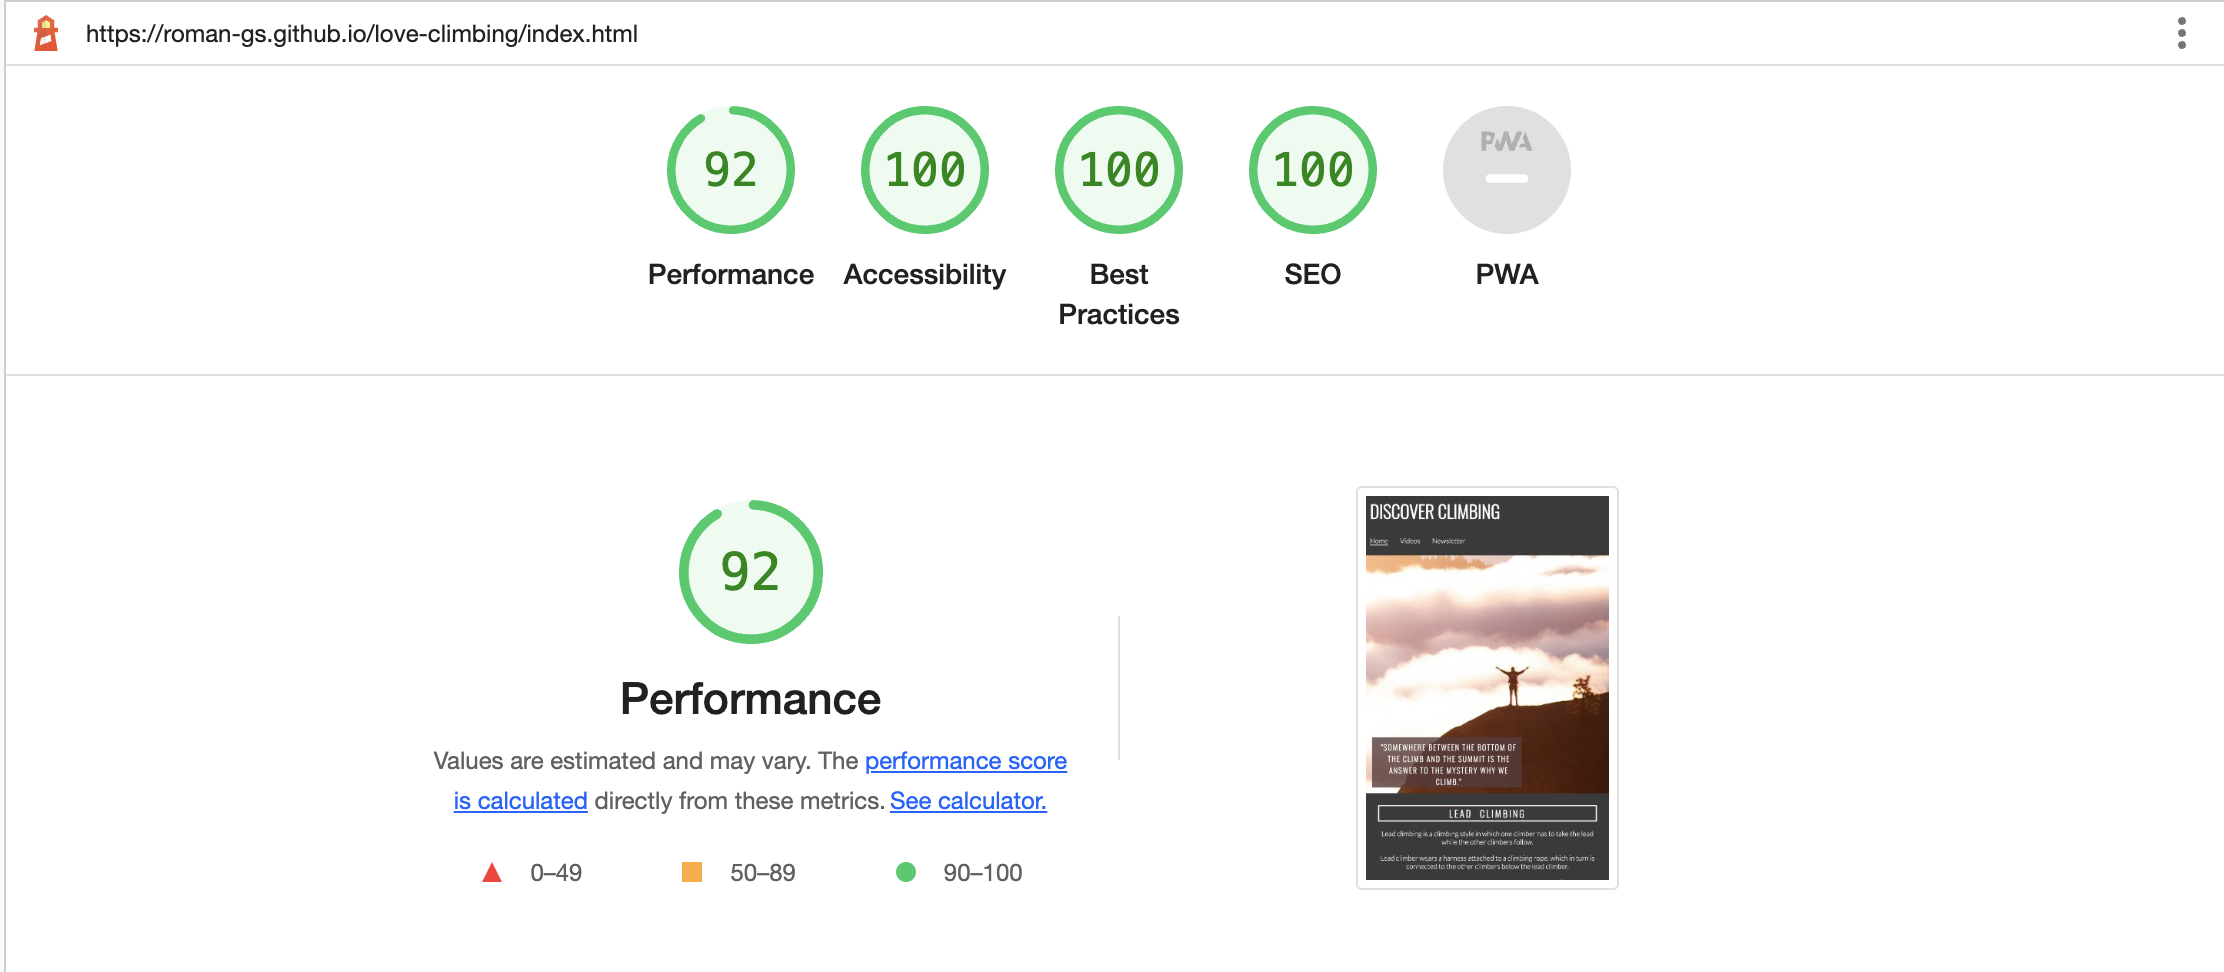 https://roman-gs.github.io/love-climbing/index.html
92
100
100
100
PWA
Performance
Accessibility
Best
Practices
SEO
PWA
92
Performance
Values are estimated and may vary. The performance score
is calculated directly from these metrics. See calculator.
0–49
50–89
90–100
DISCOVER CLIMBING
Home
Videos
Newsletter
"SOMEWHERE BETWEEN THE BOTTOM OF
THE CLIMB AND THE SUMMIT IS THE
ANSWER TO THE MYSTERY WHY WE
CLIMB."
LEAD CLIMBING
Lead climbing is a climbing style in which one climber has to take the lead
while the other climbers follow.
Lead climber wears a harness attached to a climbing rope, which in turn is
connected to the other climbers below the lead climber.